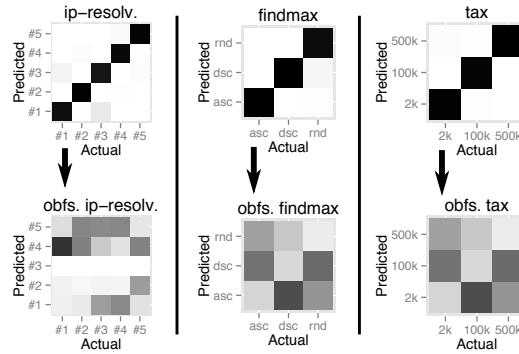 ip-resolv.
Predicted
#5
#4
#3
#2
#1
#1 #2 #3 #4 #5
Actual
obfs. ip-resolv.
Predicted
#5
#4
#3
#2
#1
#1 #2 #3 #4 #5
Actual
findmax
Predicted
rnd
dsc
asc
asc dsc rnd
Actual
obfs. findmax
Predicted
rnd
dsc
asc
asc dsc rnd
Actual
tax
Predicted
500k
100k
2k
2k 100k 500k
Actual
obfs. tax
Predicted
500k
100k
2k
2k 100k 500k
Actual